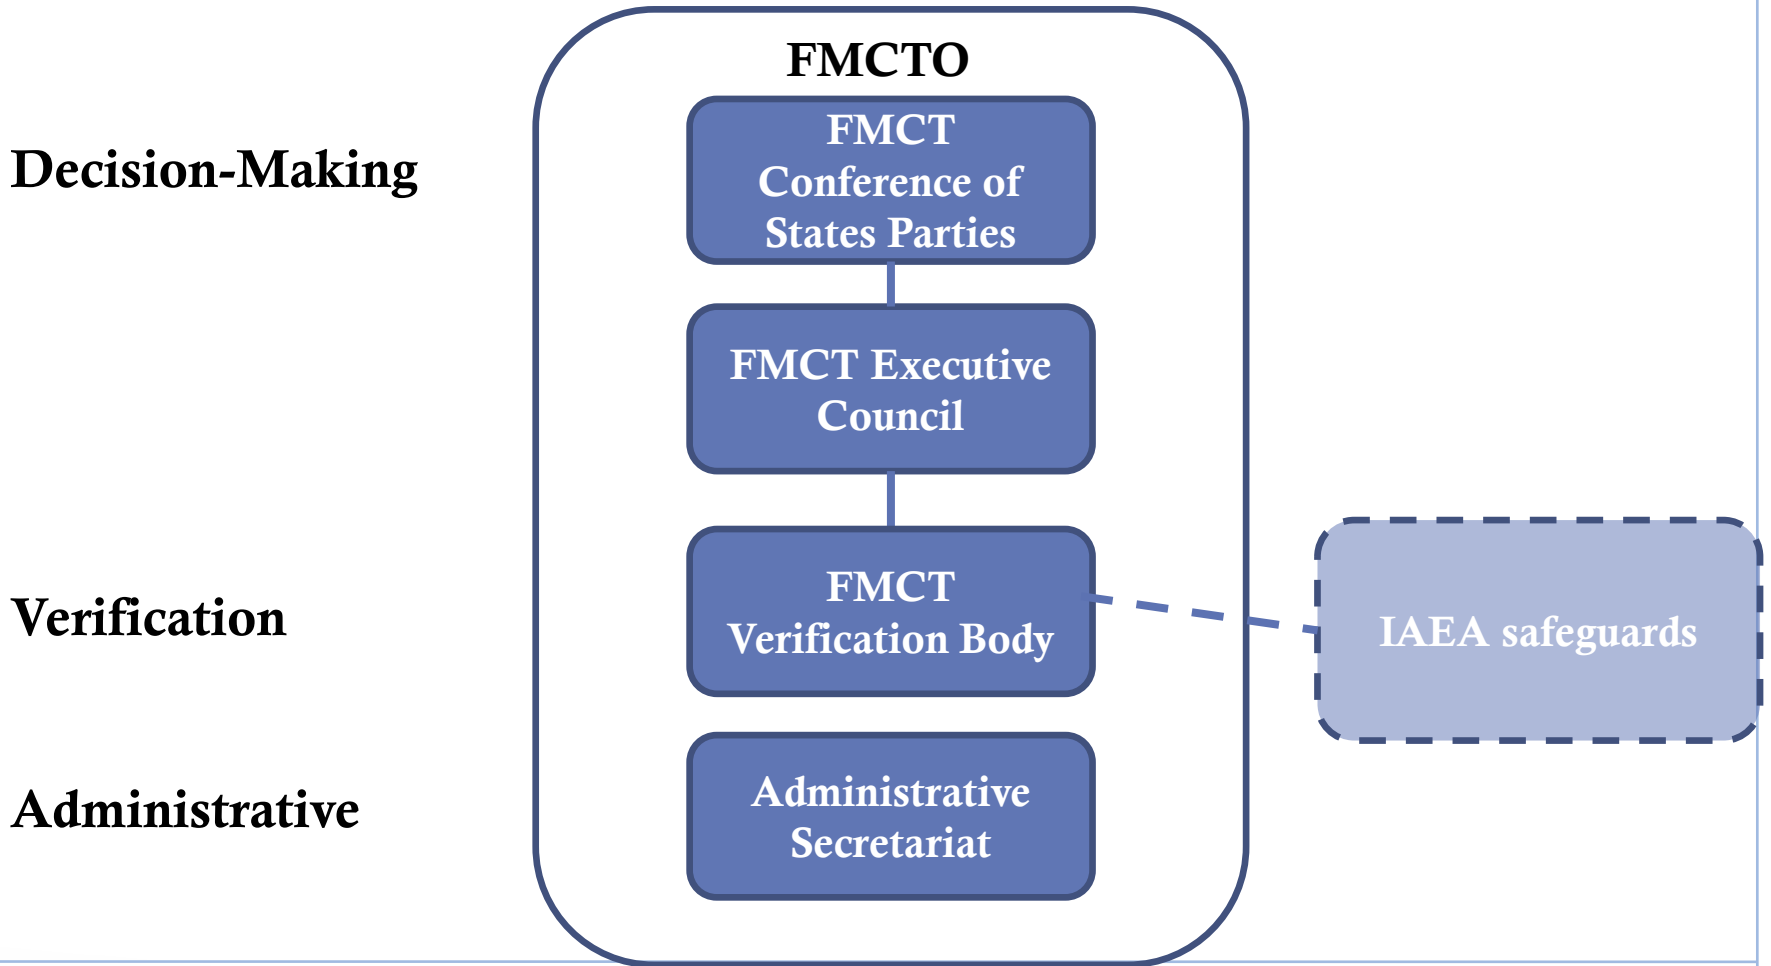 FMCTO
Decision-Making
FMCT
Conference of
States Parties
FMCT Executive
Council
Verification
FMCT
Verification Body
IAEA safeguards
Administrative
Administrative
Secretariat